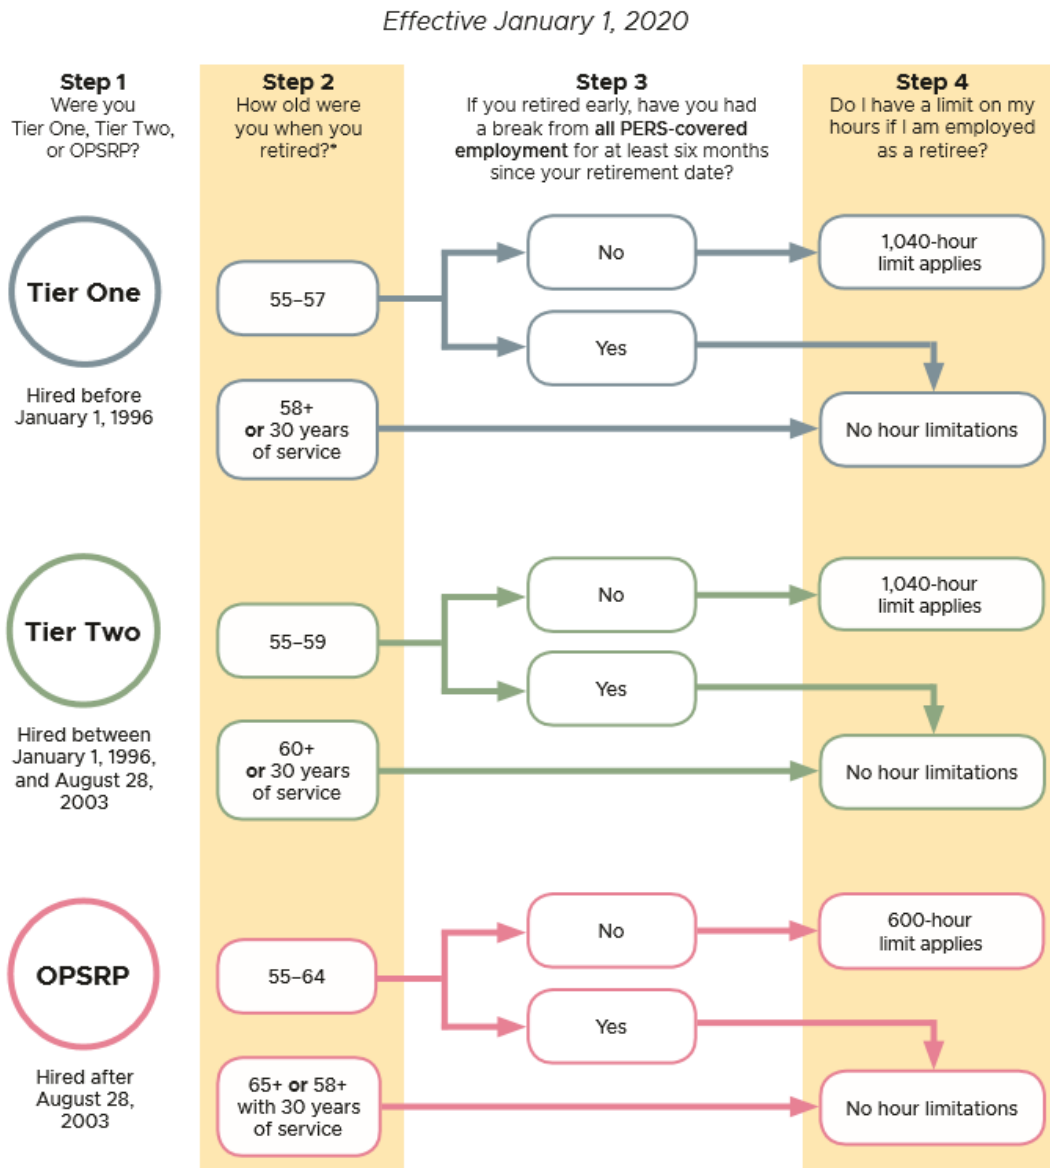 Effective January 1, 2020
Step 1
Were you
Tier One, Tier Two,
or OPSRP?
Step 2
How old were
you when you
retired?*
Step 3
If you retired early, have you had
a break from all PERS-covered
employment for at least six months
since your retirement date?
Step 4
Do I have a limit on my
hours if I am employed
as a retiree?
Tier One
Hired before
January 1, 1996
55–57
No
1,040-hour
limit applies
Yes
58+
or 30 years
of service
No hour limitations
Tier Two
Hired between
January 1, 1996,
and August 28,
2003
55–59
No
1,040-hour
limit applies
Yes
60+
or 30 years
of service
No hour limitations
OPSRP
Hired after
August 28,
2003
55–64
No
600-hour
limit applies
Yes
65+ or 58+
with 30 years
of service
No hour limitations